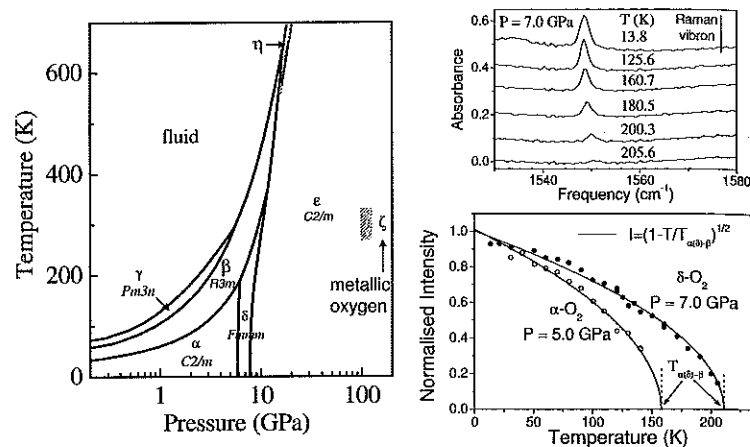 600
400
200
0
Temperature (K)
1
10
100
Pressure (GPa)
fluid
η
γ
Pm3n
β
R3m
α
C2/m
δ
Fmmm
ε
C2/m
ζ
metallic
oxygen
0.6
0.4
0.2
0.0
Absorbance
P = 7.0 GPa
T (K)
13.8
125.6
160.7
180.5
200.3
205.6
Raman
vibron
1540
1560
1580
Frequency (cm⁻¹)
1.0
0.8
0.6
0.4
0.2
0.0
Normalised Intensity
I=(1-T/Tα(δ)-β)^1/2
δ-O₂
P = 7.0 GPa
α-O₂
P = 5.0 GPa
Tα(δ)-β
0
50
100
150
200
Temperature (K)